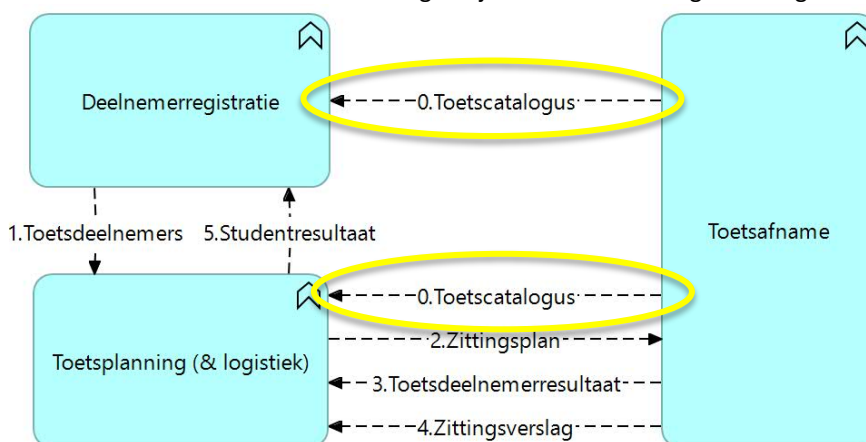 Deelnemerregistratie
0.Toetscatalogus
1.Toetsdeelnemers
5.Studentresultaat
Toetsafname
0.Toetscatalogus
2.Zittingsplan
Toetsplanning (& logistiek)
3.Toetsdeelnemerresultaat
4.Zittingsverslag